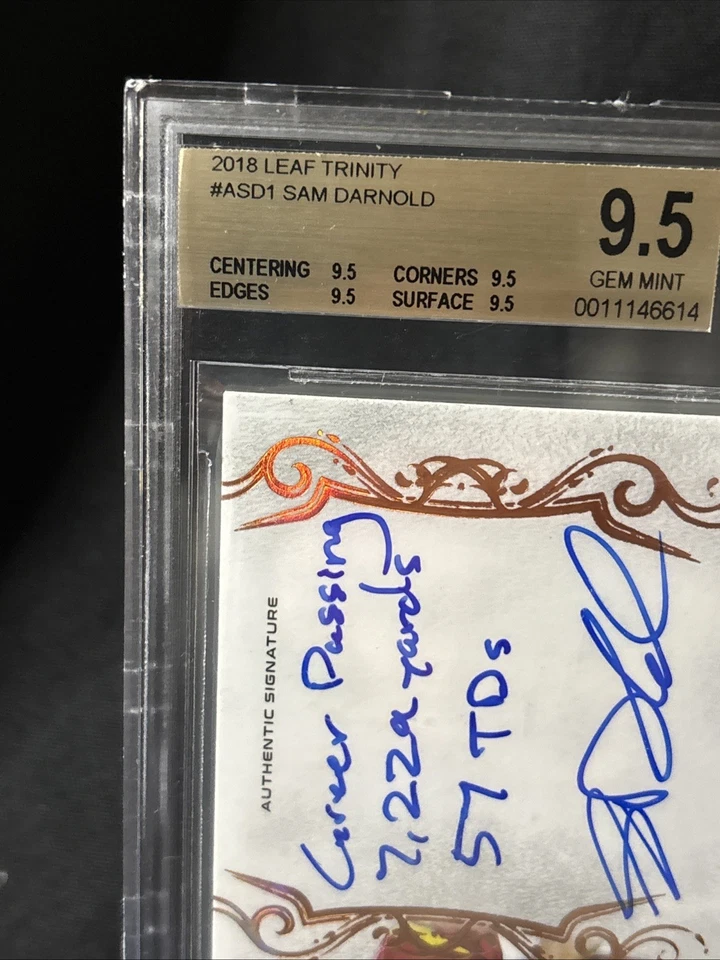 2018 LEAF TRINITY
#ASD1 SAM DARNOLD
9.5
CENTERING 9.5 CORNERS 9.5
GEM MINT
EDGES 9.5 SURFACE 9.5
0011146614
AUTHENTIC SIGNATURE
Career Passing
7,229 yards
57 TDs